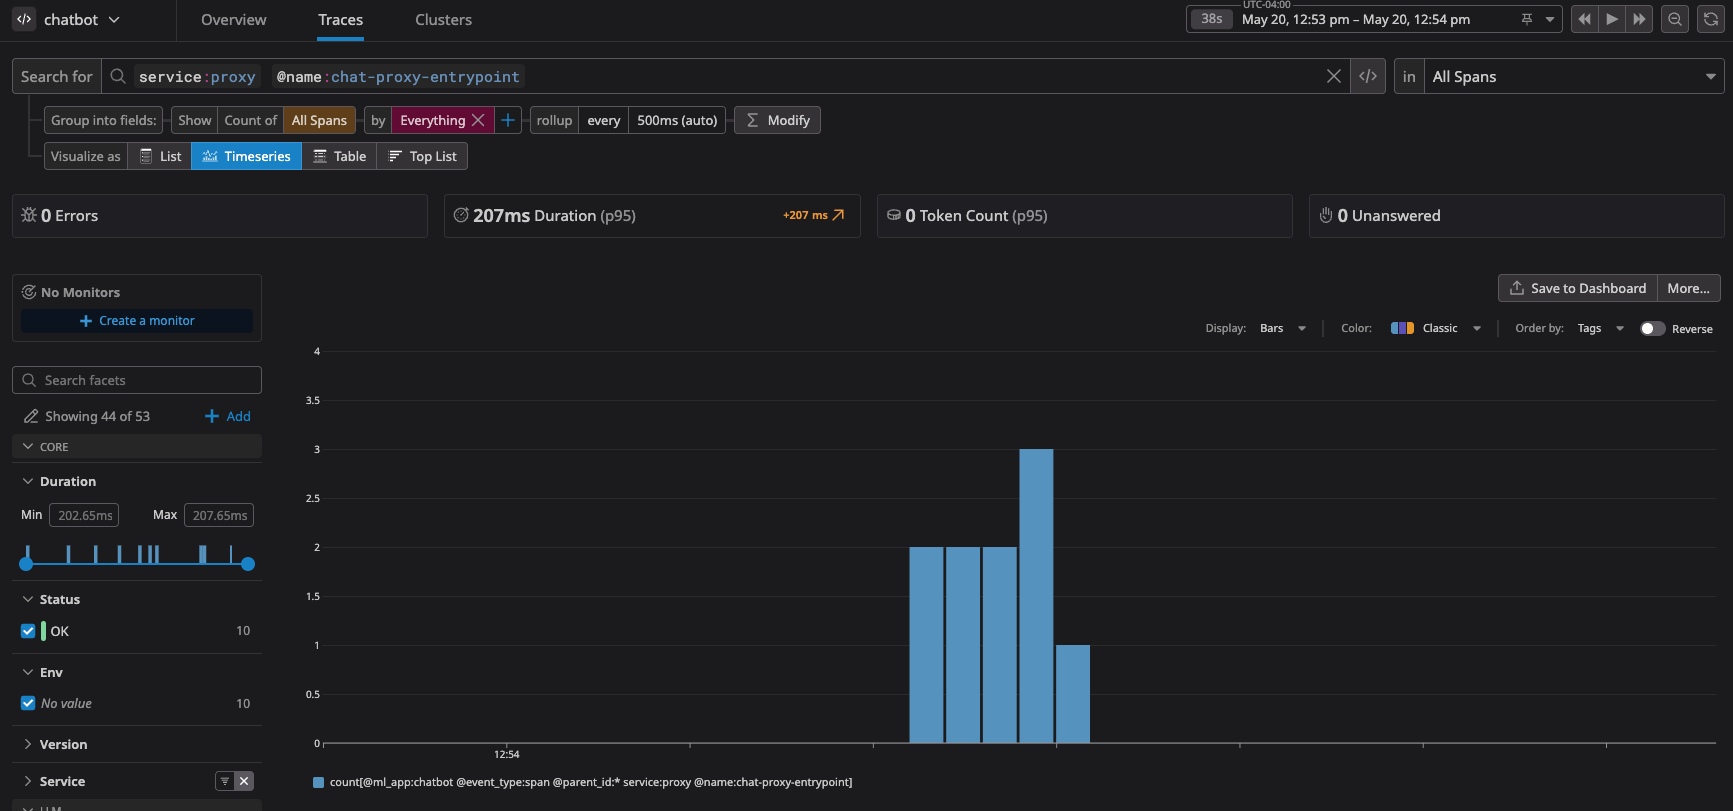 chatbot
Overview
Traces
Clusters
UTC-04:00
38s May 20, 12:53 pm – May 20, 12:54 pm
Search for service:proxy @name:chat-proxy-entrypoint
</>
in All Spans
Group into fields: Show Count of All Spans by Everything rollup every 500ms (auto) Modify
Visualize as List Timeseries Table Top List
0 Errors
207ms Duration (p95) +207 ms
0 Token Count (p95)
0 Unanswered
No Monitors
Create a monitor
Save to Dashboard More...
Display: Bars Color: Classic Order by: Tags Reverse
Search facets
Showing 44 of 53 Add
CORE
Duration
Min 202.65ms Max 207.65ms
Status
OK 10
Env
No value 10
Version
Service
LLM
4
3.5
3
2.5
2
1.5
1
0.5
0
12:54
count[@ml_app:chatbot @event_type:span @parent_id:* service:proxy @name:chat-proxy-entrypoint]